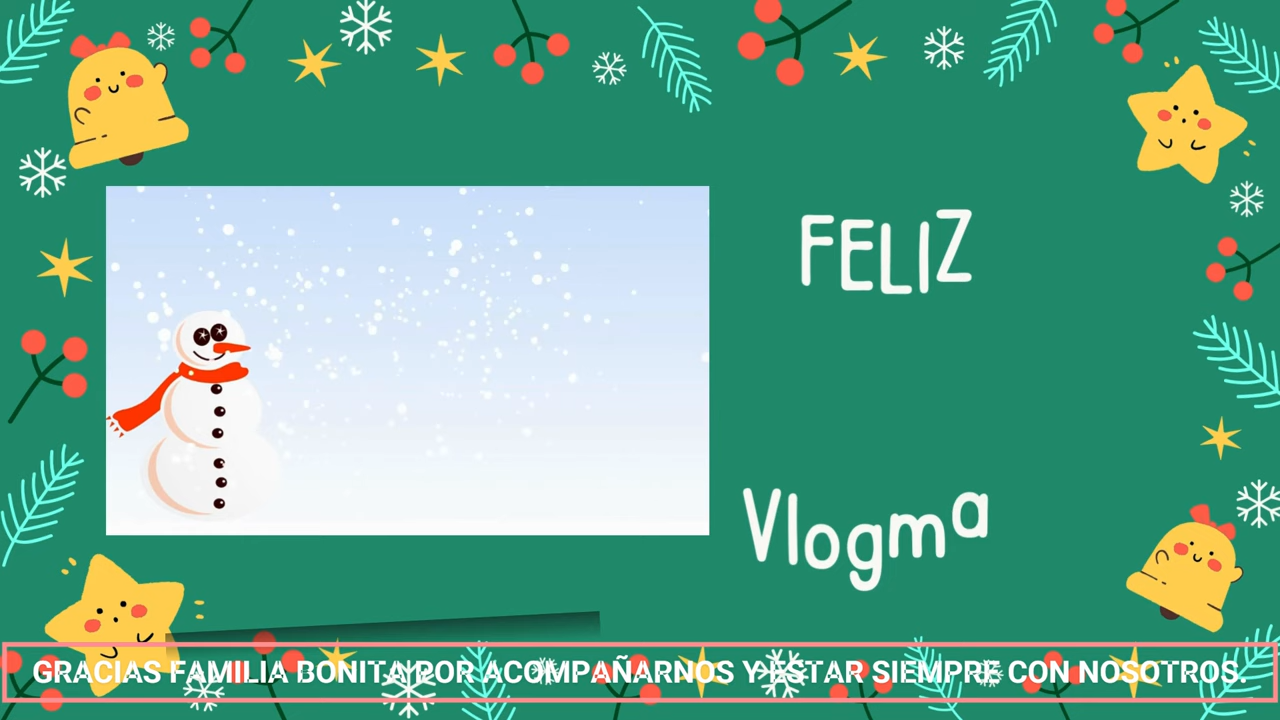 FELIZ
Vlogma
GRACIAS FAMILIA BONITA POR ACOMPAÑARNOS Y ESTAR SIEMPRE CON NOSOTROS.